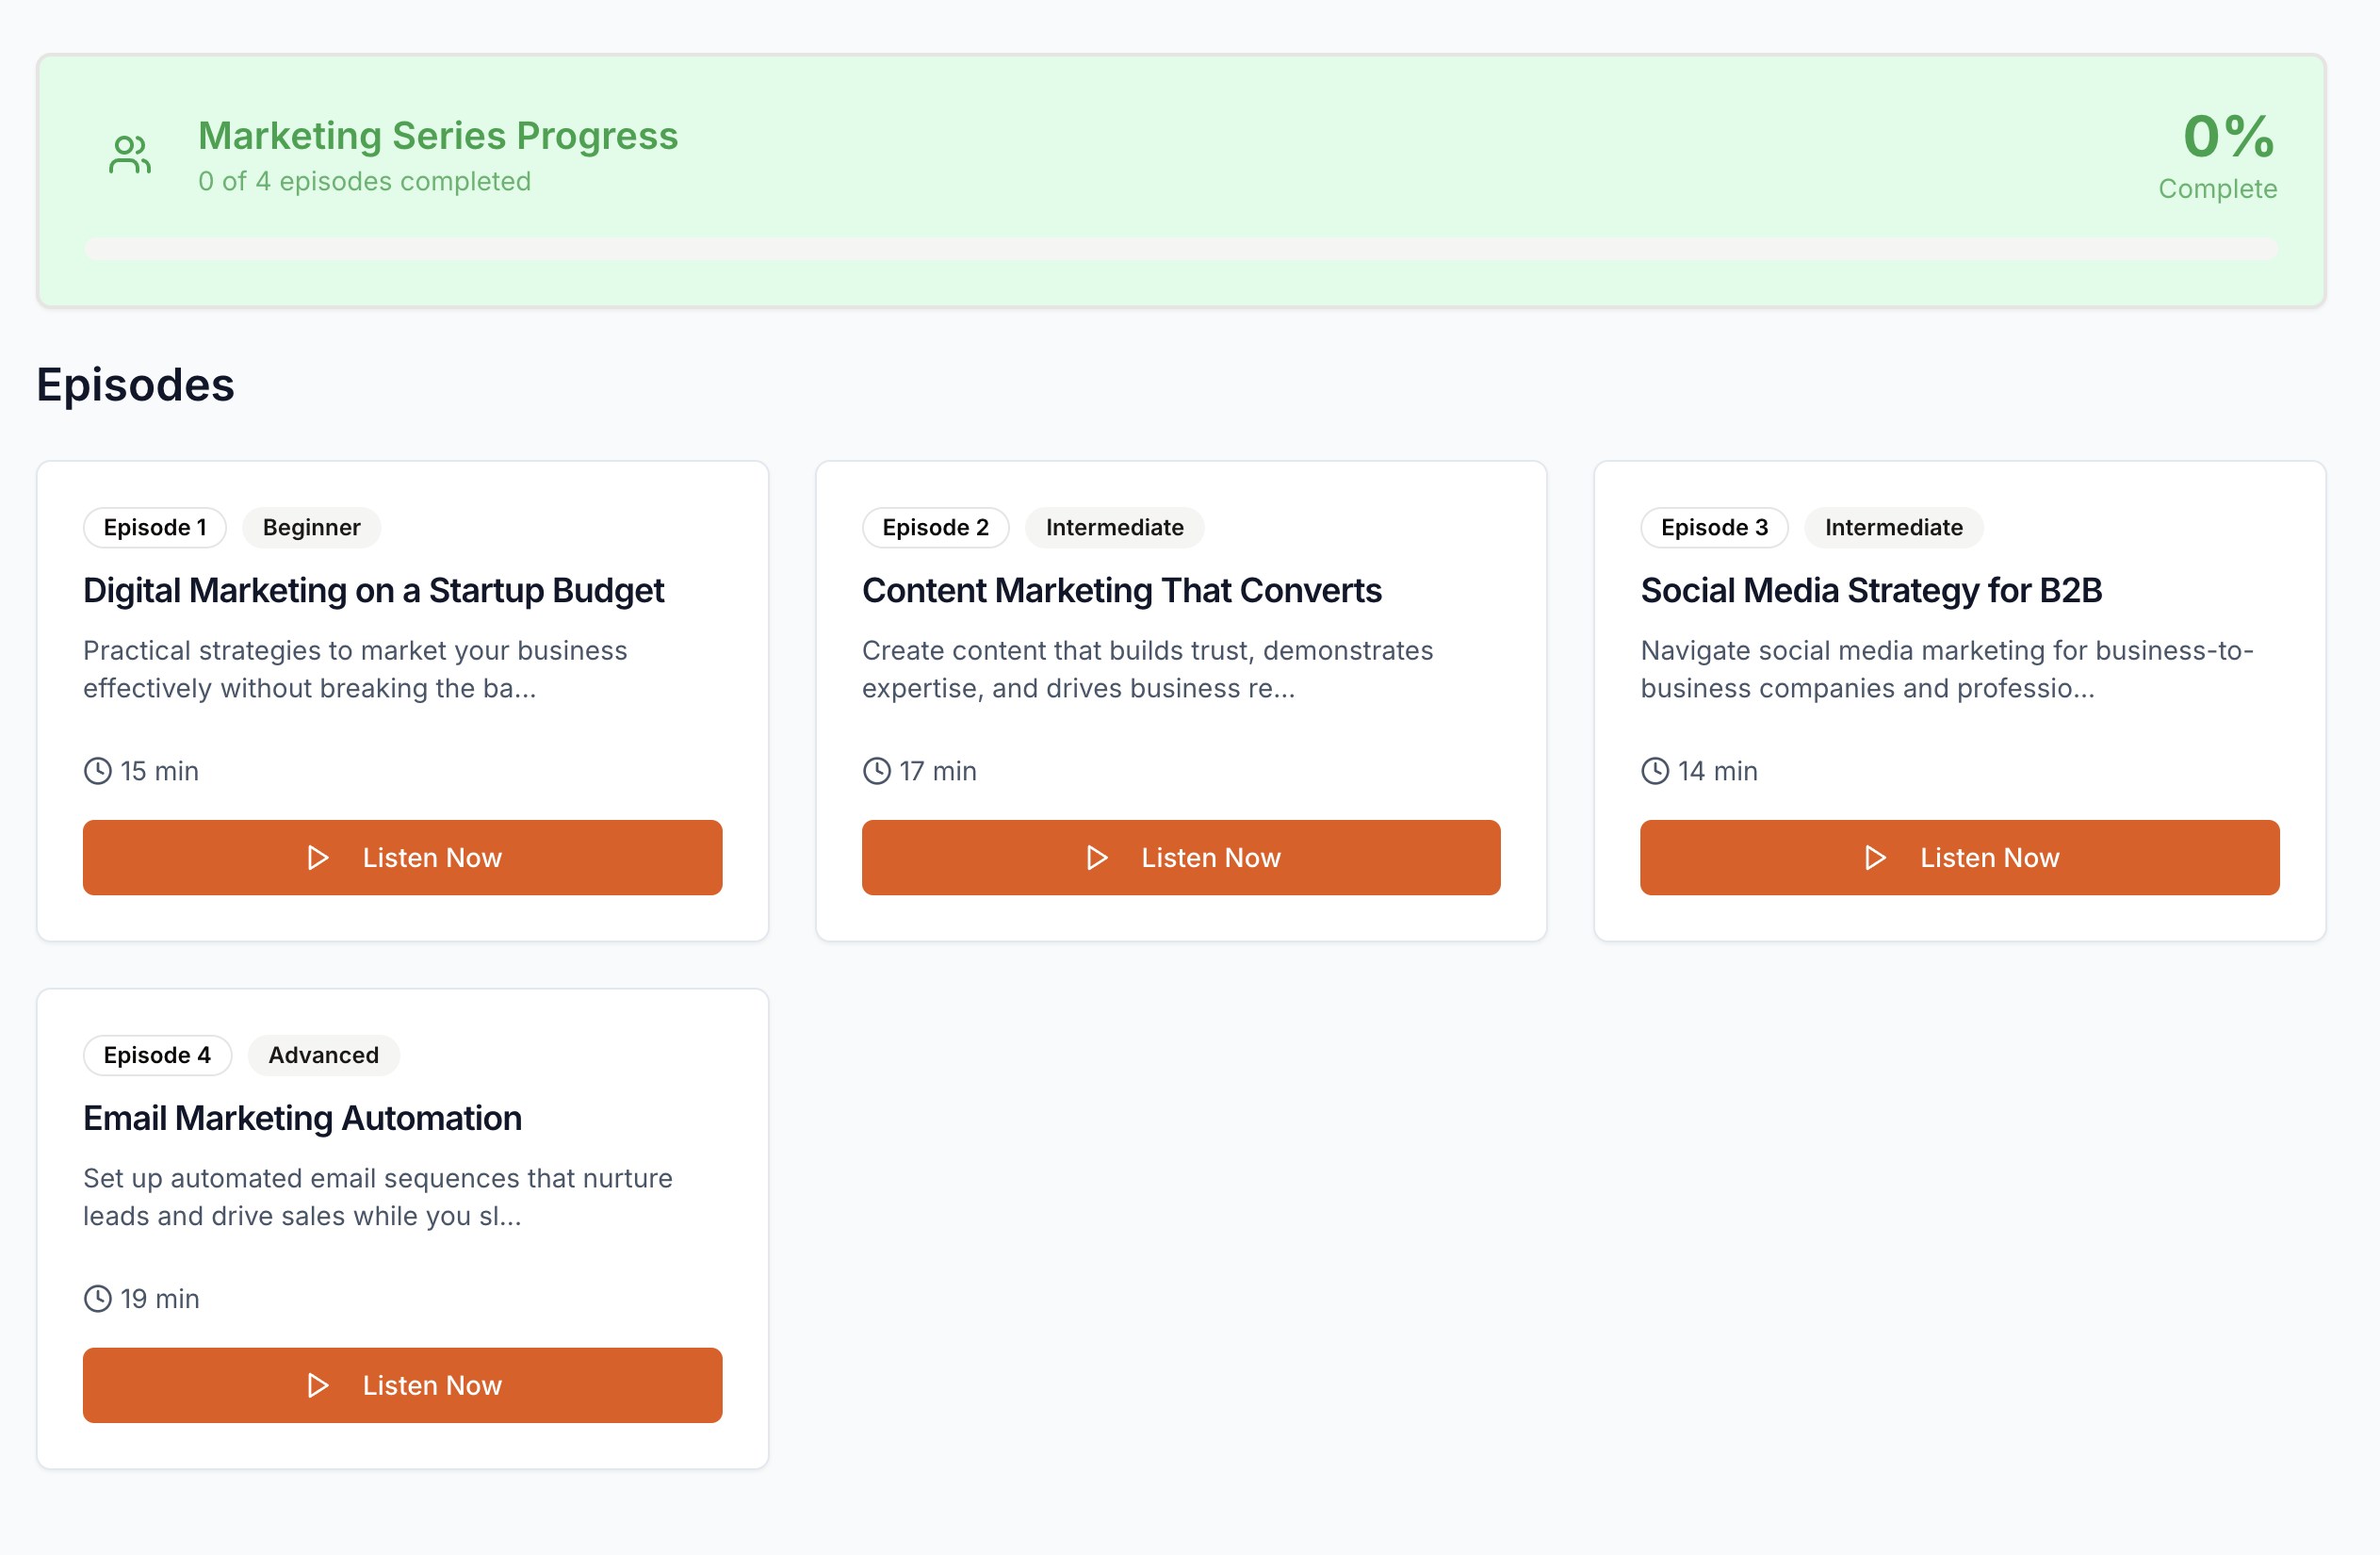 Marketing Series Progress
0 of 4 episodes completed
0%
Complete
Episodes
Episode 1 Beginner
Digital Marketing on a Startup Budget
Practical strategies to market your business
effectively without breaking the ba...
15 min
Listen Now
Episode 2 Intermediate
Content Marketing That Converts
Create content that builds trust, demonstrates
expertise, and drives business re...
17 min
Listen Now
Episode 3 Intermediate
Social Media Strategy for B2B
Navigate social media marketing for business-to-
business companies and professio...
14 min
Listen Now
Episode 4 Advanced
Email Marketing Automation
Set up automated email sequences that nurture
leads and drive sales while you sl...
19 min
Listen Now